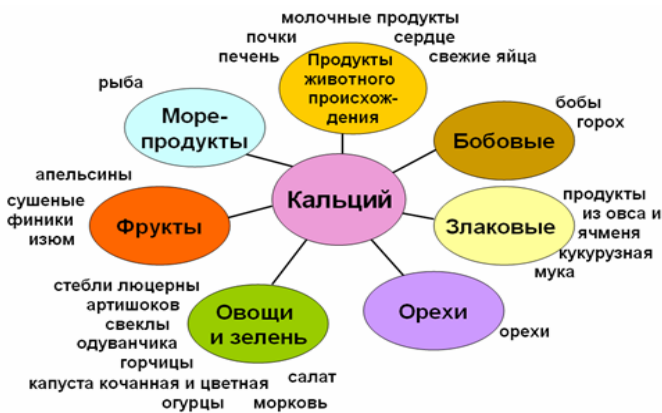 молочные продукты
почки
сердце
печень
свежие яйца
Продукты
животного
происхож-
дения
рыба
Море-
продукты
бобы
горох
Бобовые
Кальций
апельсины
сушеные
финики
изюм
Фрукты
продукты
из овса и
ячменя
кукурузная
мука
Злаковые
стебли люцерны
артишоков
свеклы
одуванчика
горчицы
капуста кочанная и цветная
салат
огурцы
морковь
Овощи
и зелень
Орехи
орехи